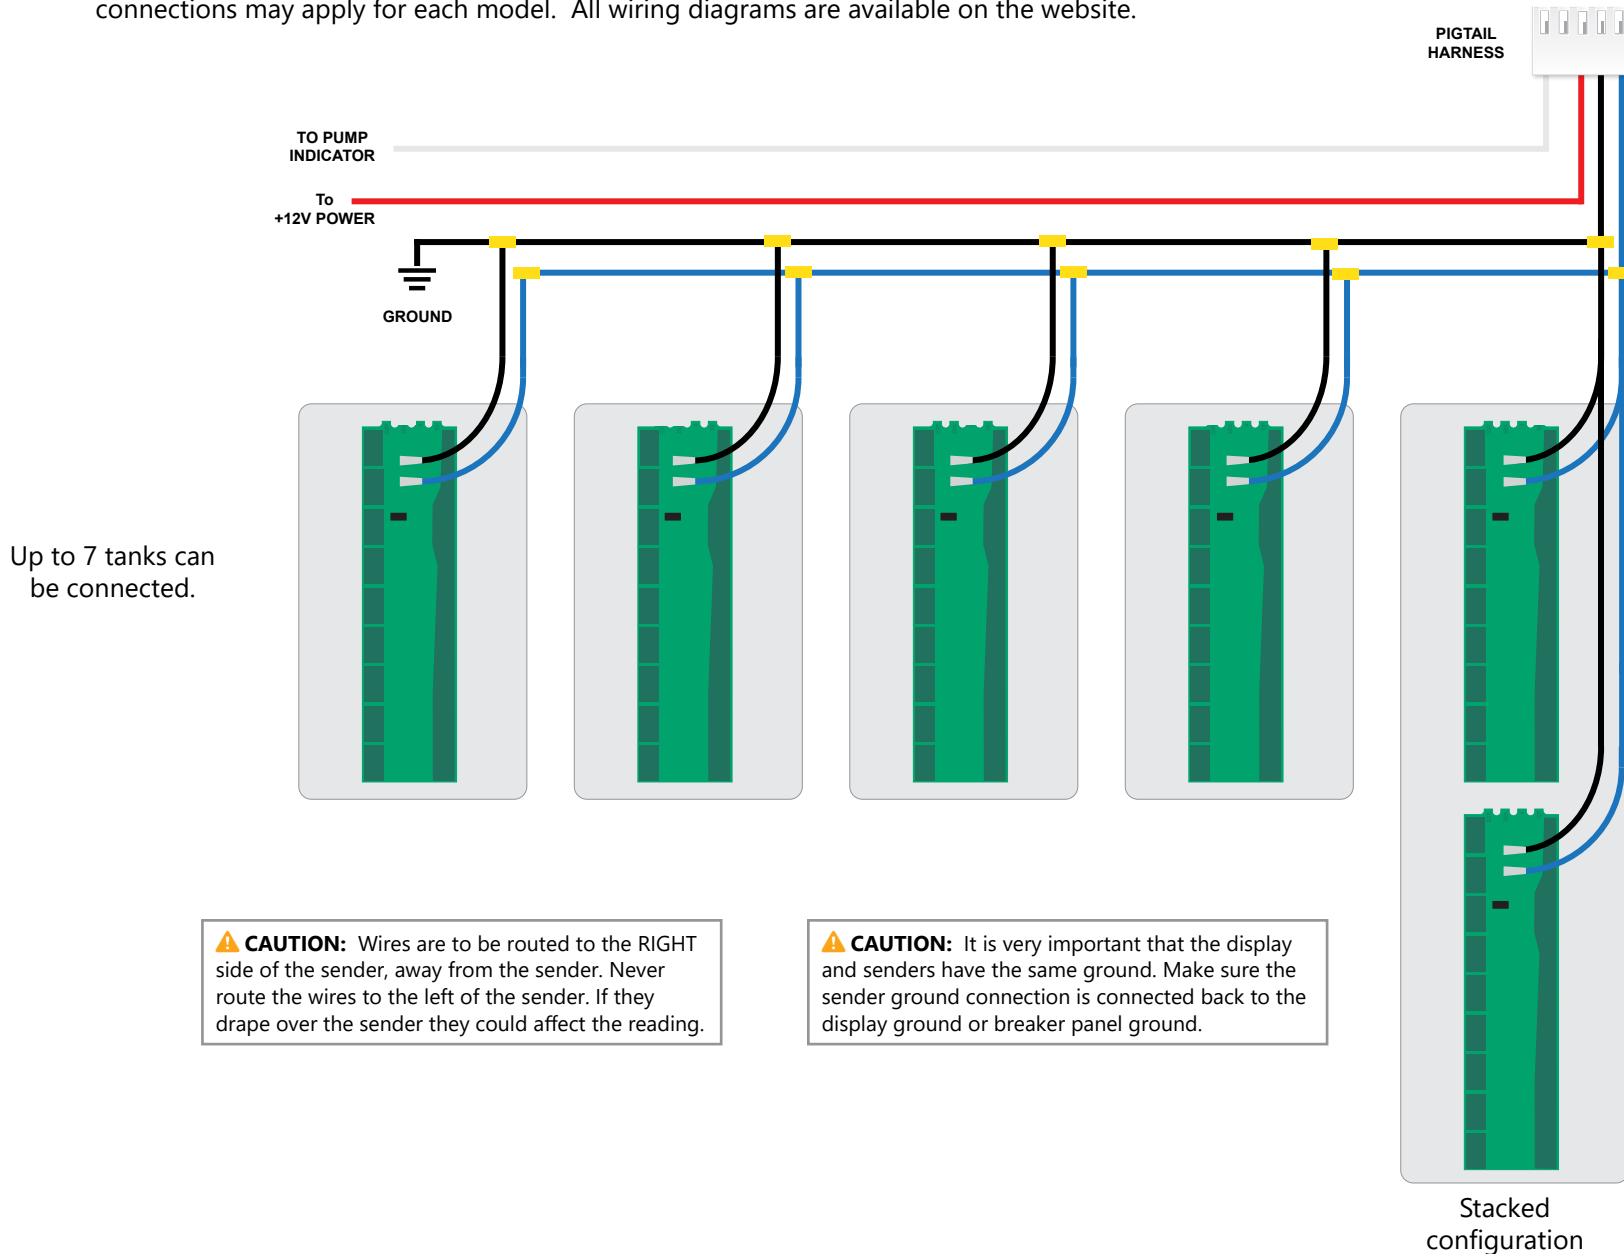 connections may apply for each model.  All wiring diagrams are available on the website.
PIGTAIL
HARNESS
TO PUMP
INDICATOR
To
+12V POWER
GROUND
Up to 7 tanks can
be connected.
CAUTION:  Wires are to be routed to the RIGHT
side of the sender, away from the sender. Never
route the wires to the left of the sender. If they
drape over the sender they could affect the reading.
CAUTION:  It is very important that the display
and senders have the same ground. Make sure the
sender ground connection is connected back to the
display ground or breaker panel ground.
Stacked
configuration